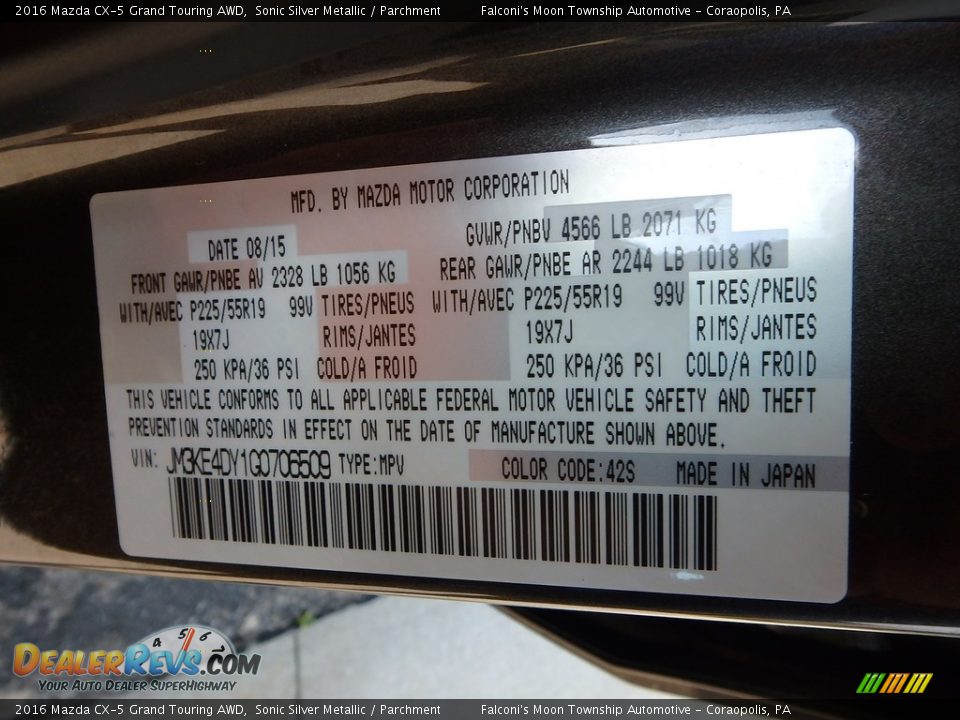 2016 Mazda CX-5 Grand Touring AWD, Sonic Silver Metallic / Parchment Falconi's Moon Township Automotive - Coraopolis, PA
MFD. BY MAZDA MOTOR CORPORATION
DATE 08/15 GVWR/PNBV 4566 LB 2071 KG
FRONT GAWR/PNBE AV 2328 LB 1056 KG REAR GAWR/PNBE AR 2244 LB 1018 KG
WITH/AVEC P225/55R19 99V TIRES/PNEUS WITH/AVEC P225/55R19 99V TIRES/PNEUS
19X7J RIMS/JANTES 19X7J RIMS/JANTES
250 KPA/36 PSI COLD/A FROID 250 KPA/36 PSI COLD/A FROID
THIS VEHICLE CONFORMS TO ALL APPLICABLE FEDERAL MOTOR VEHICLE SAFETY AND THEFT
PREVENTION STANDARDS IN EFFECT ON THE DATE OF MANUFACTURE SHOWN ABOVE.
VIN: JM3KE4DY1G0706509 TYPE:MPV COLOR CODE:42S MADE IN JAPAN
4 5 6
DEALERREVS.COM
YOUR AUTO DEALER SUPERHIGHWAY
2016 Mazda CX-5 Grand Touring AWD, Sonic Silver Metallic / Parchment Falconi's Moon Township Automotive - Coraopolis, PA